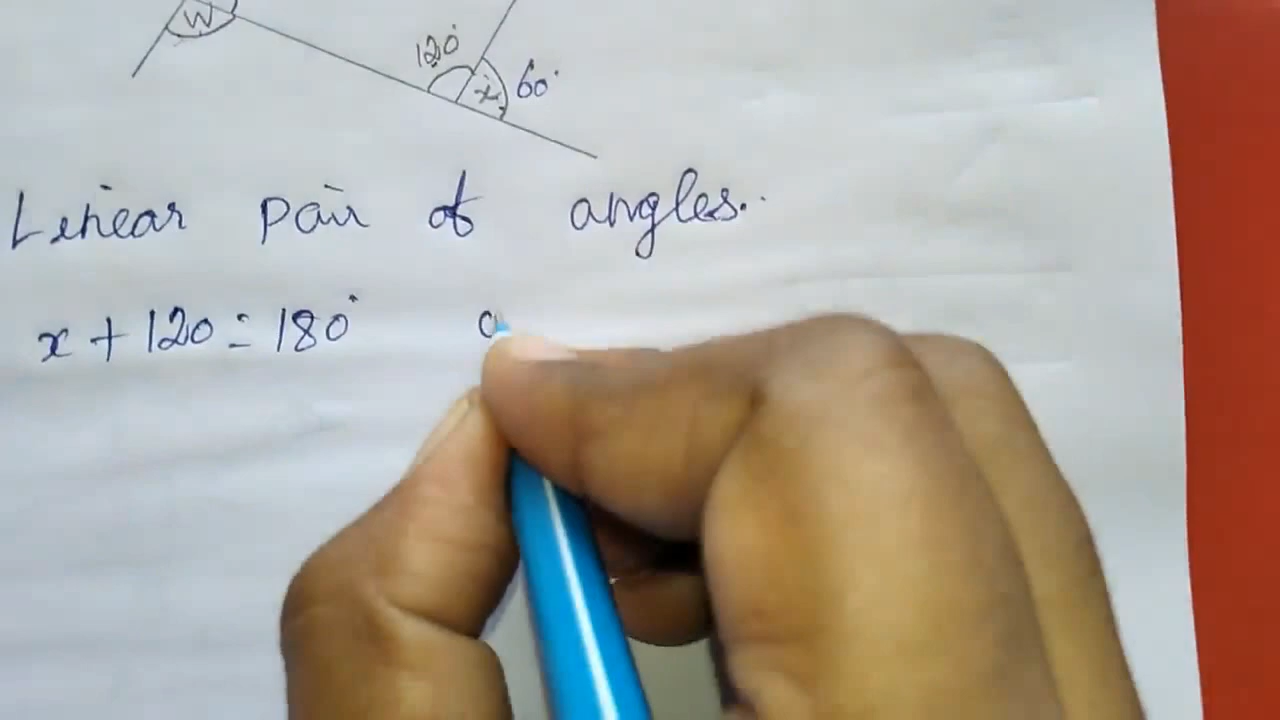 W
120°
x 60°
Linear pair of angles..
x + 120 = 180°